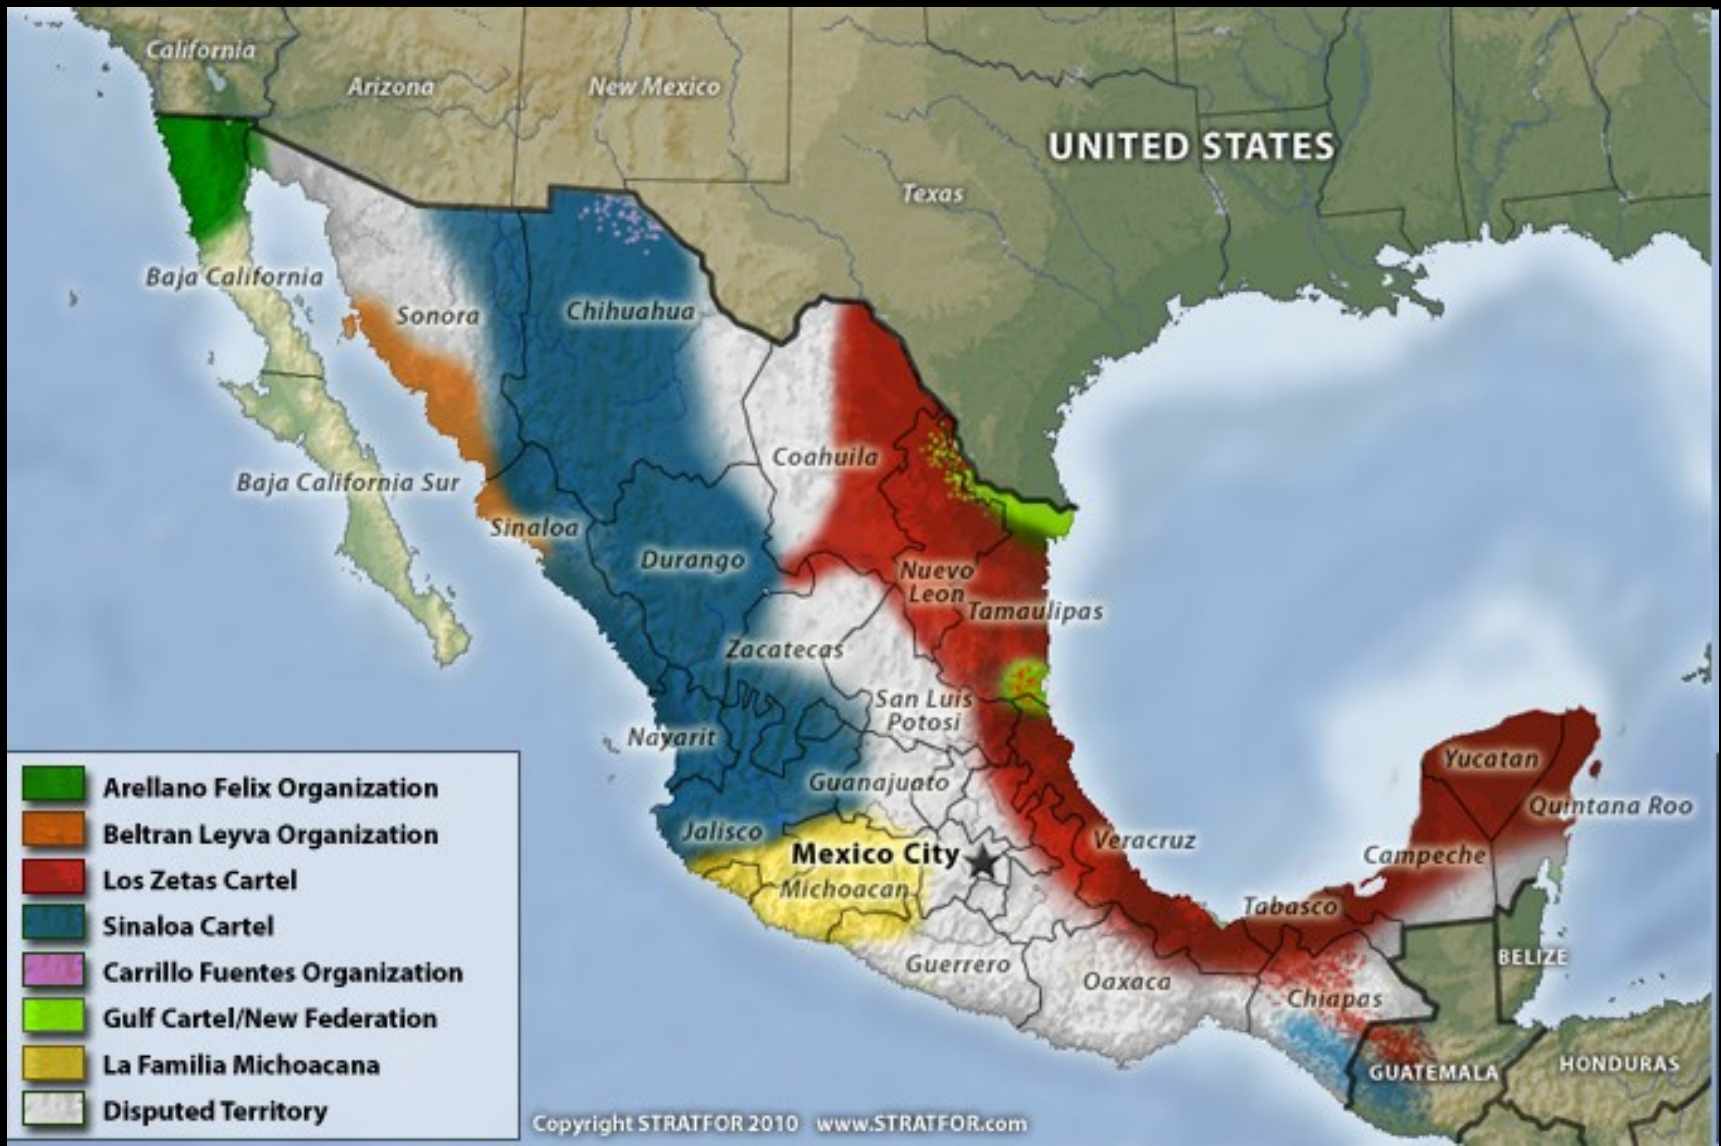 California
Arizona
New Mexico
UNITED STATES
Texas
Baja California
Sonora
Chihuahua
Coahuila
Baja California Sur
Sinaloa
Durango
Nuevo
Leon
Tamaulipas
Zacatecas
San Luis
Potosi
Nayarit
Yucatan
Guanajuato
Quintana Roo
Jalisco
Mexico City
Veracruz
Campeche
Michoacan
Tabasco
Guerrero
Oaxaca
BELIZE
Chiapas
GUATEMALA
HONDURAS
Arellano Felix Organization
Beltran Leyva Organization
Los Zetas Cartel
Sinaloa Cartel
Carrillo Fuentes Organization
Gulf Cartel/New Federation
La Familia Michoacana
Disputed Territory
Copyright STRATFOR 2010 www.STRATFOR.com